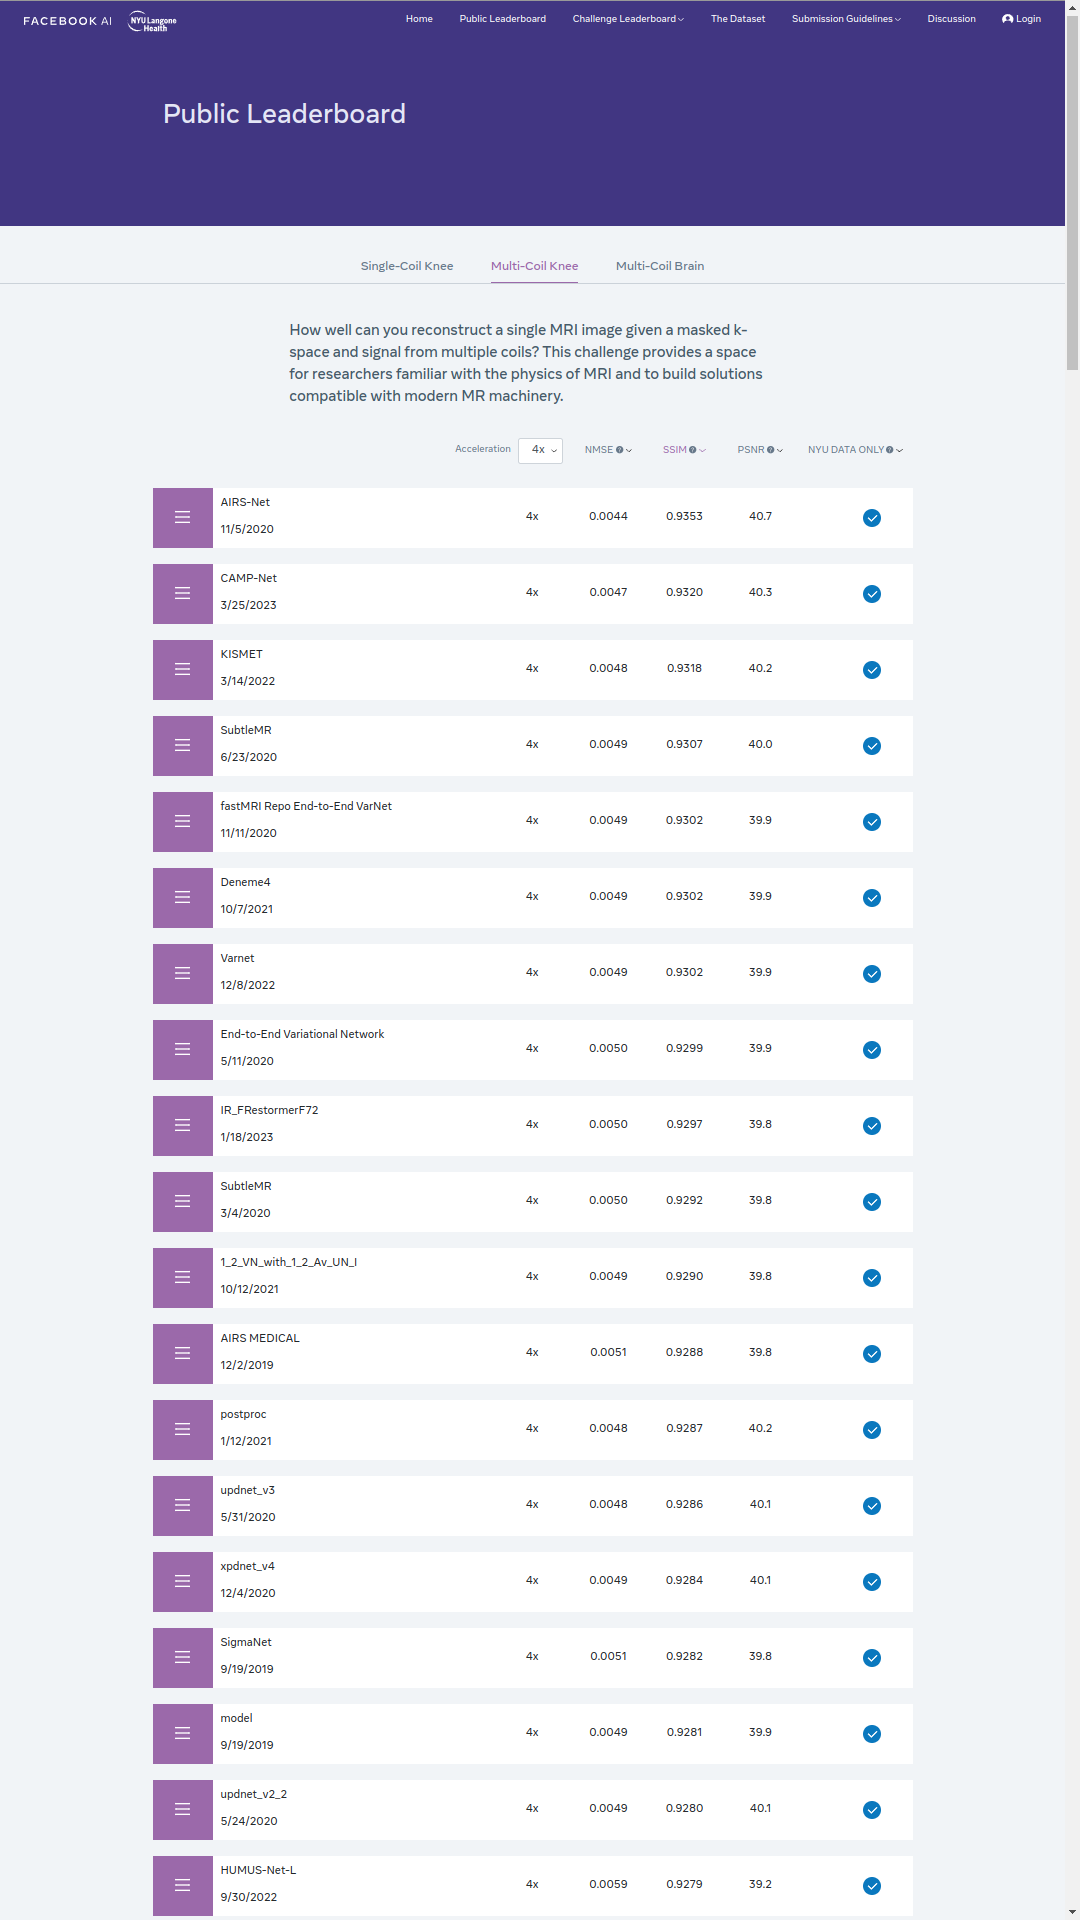 FACEBOOK AI NYU Langone Health Home Public Leaderboard Challenge Leaderboard The Dataset Submission Guidelines Discussion Login
Public Leaderboard
Single-Coil Knee Multi-Coil Knee Multi-Coil Brain
How well can you reconstruct a single MRI image given a masked k-
space and signal from multiple coils? This challenge provides a space
for researchers familiar with the physics of MRI and to build solutions
compatible with modern MR machinery.
Acceleration 4x NMSE SSIM PSNR NYU DATA ONLY
AIRS-Net
11/5/2020
4x 0.0044 0.9353 40.7
CAMP-Net
3/25/2023
4x 0.0047 0.9320 40.3
KISMET
3/14/2022
4x 0.0048 0.9318 40.2
SubtleMR
6/23/2020
4x 0.0049 0.9307 40.0
fastMRI Repo End-to-End VarNet
11/11/2020
4x 0.0049 0.9302 39.9
Deneme4
10/7/2021
4x 0.0049 0.9302 39.9
Varnet
12/8/2022
4x 0.0049 0.9302 39.9
End-to-End Variational Network
5/11/2020
4x 0.0050 0.9299 39.9
IR_FRestormerF72
1/18/2023
4x 0.0050 0.9297 39.8
SubtleMR
3/4/2020
4x 0.0050 0.9292 39.8
1_2_VN_with_1_2_Av_UN_I
10/12/2021
4x 0.0049 0.9290 39.8
AIRS MEDICAL
12/2/2019
4x 0.0051 0.9288 39.8
postproc
1/12/2021
4x 0.0048 0.9287 40.2
updnet_v3
5/31/2020
4x 0.0048 0.9286 40.1
xpdnet_v4
12/4/2020
4x 0.0049 0.9284 40.1
SigmaNet
9/19/2019
4x 0.0051 0.9282 39.8
model
9/19/2019
4x 0.0049 0.9281 39.9
updnet_v2_2
5/24/2020
4x 0.0049 0.9280 40.1
HUMUS-Net-L
9/30/2022
4x 0.0059 0.9279 39.2